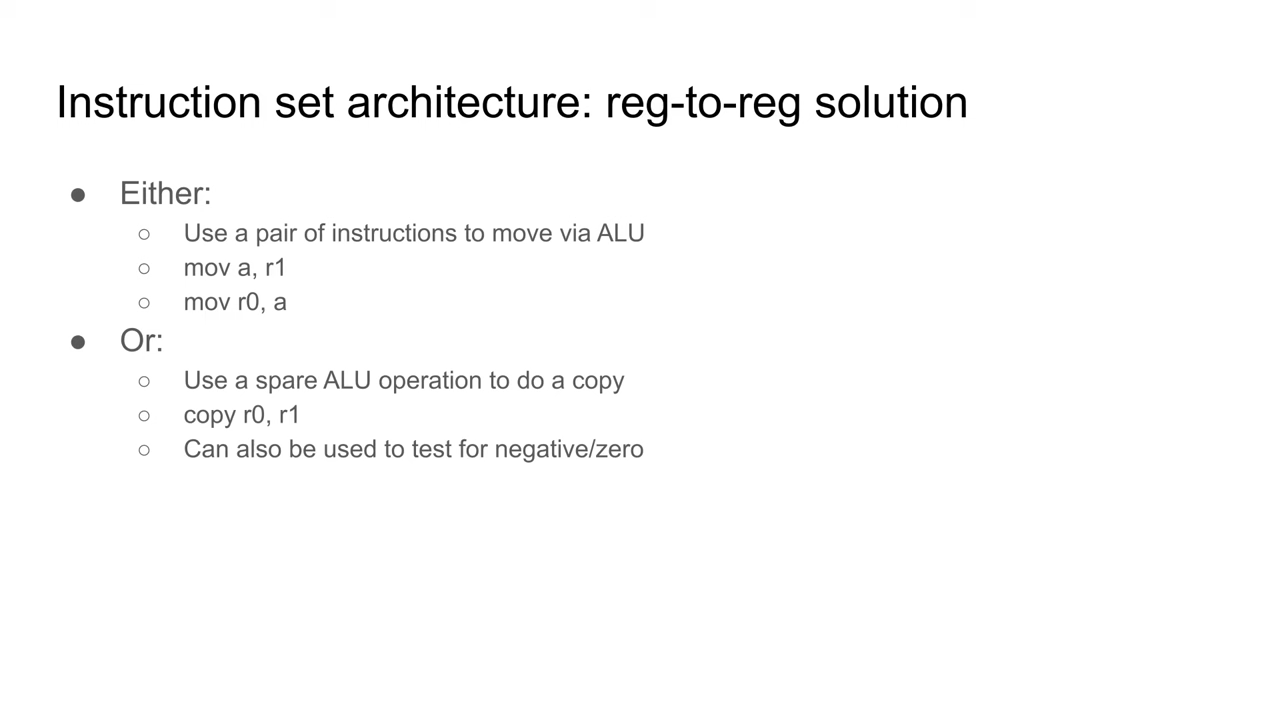 Instruction set architecture: reg-to-reg solution
● Either:
○ Use a pair of instructions to move via ALU
○ mov a, r1
○ mov r0, a
● Or:
○ Use a spare ALU operation to do a copy
○ copy r0, r1
○ Can also be used to test for negative/zero